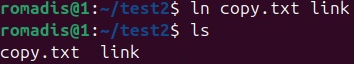 romadis@1:~/test2$ ln copy.txt link
romadis@1:~/test2$ ls
copy.txt  link